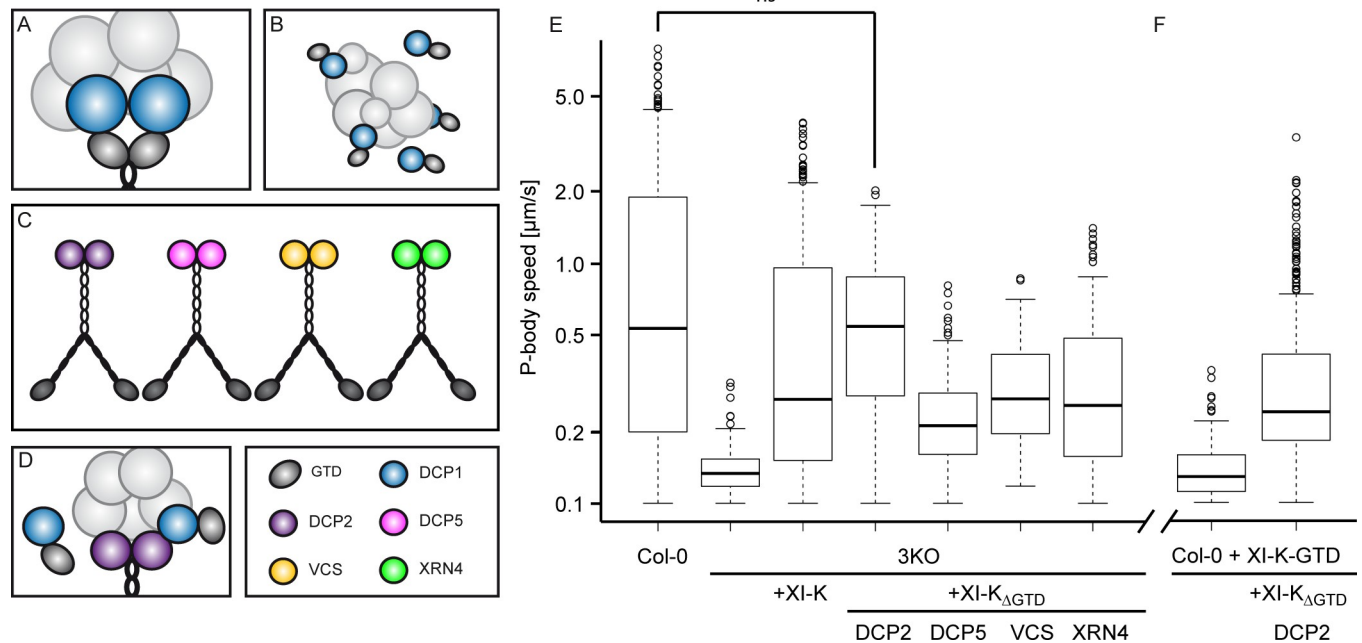 A
B
C
D
GTD
DCP1
DCP2
DCP5
VCS
XRN4
E
F
P-body speed [µm/s]
5.0
2.0
1.0
0.5
0.2
0.1
Col-0
3KO
Col-0 + XI-K-GTD
+XI-K
+XI-KΔGTD
+XI-KΔGTD
DCP2
DCP5
VCS
XRN4
DCP2